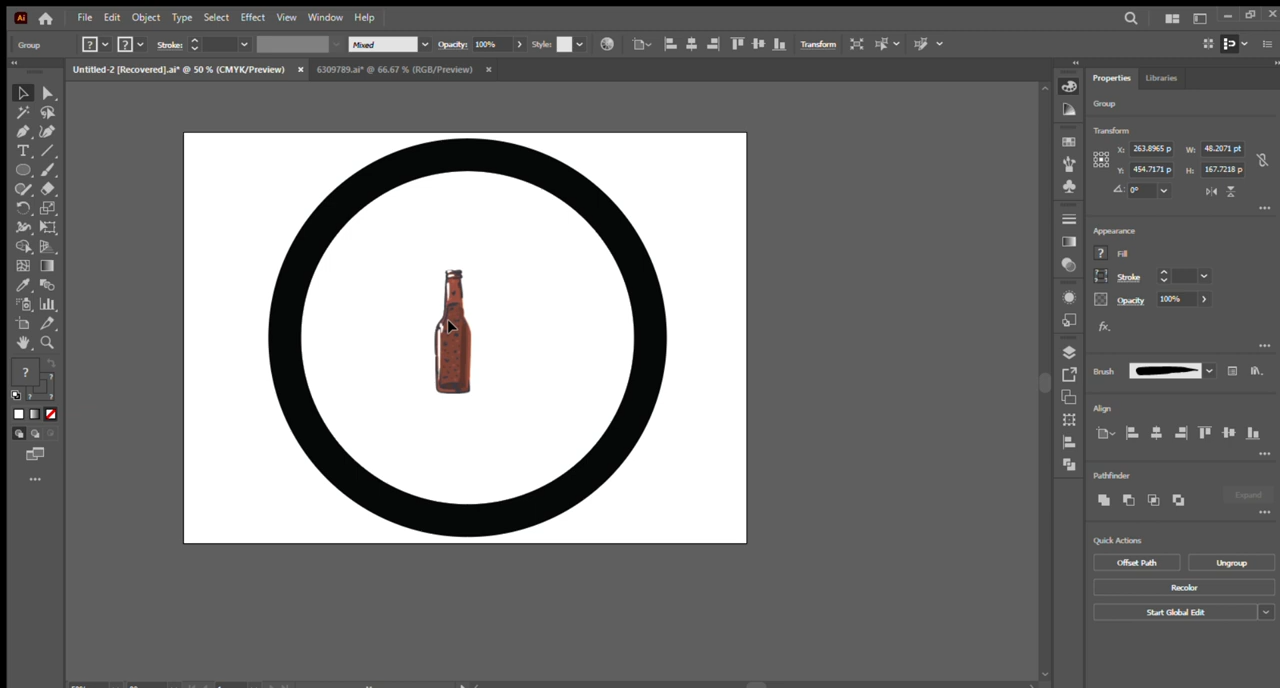 Ai File Edit Object Type Select Effect View Window Help
Group ? ? Stroke: Mixed Opacity: 100% Style: Transform
Untitled-2 [Recovered].ai* @ 50 % (CMYK/Preview) × 6309789.ai* @ 66.67 % (RGB/Preview) ×
Properties Libraries
Group
Transform
X: 263.8965 p W: 48.2071 pt
Y: 454.7171 p H: 167.7218 p
0°
Appearance
? Fill
Stroke
Opacity 100%
fx.
Brush
Align
Pathfinder
Expand
Quick Actions
Offset Path Ungroup
Recolor
Start Global Edit